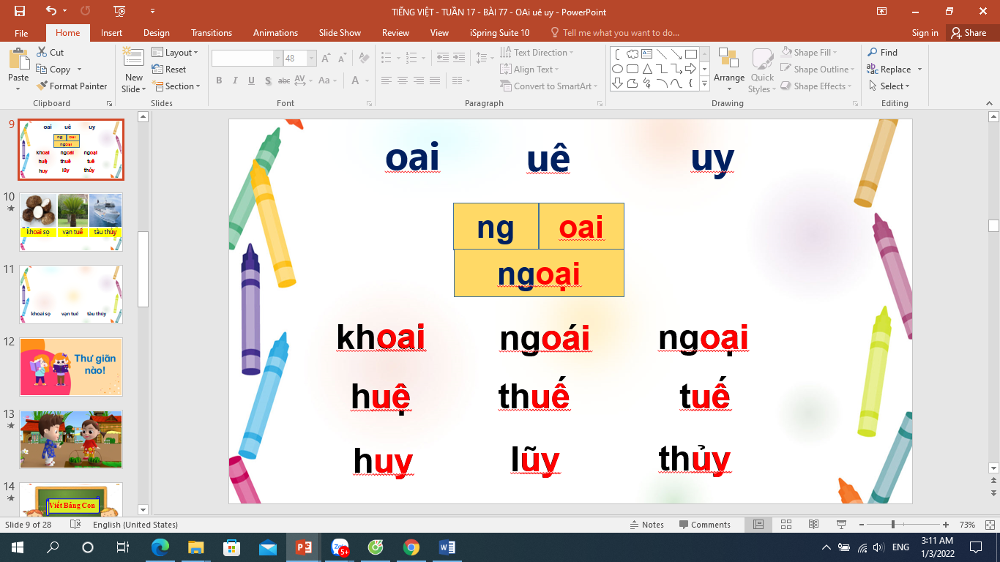 TIẾNG VIỆT - TUẦN 17 - BÀI 77 - OAi uê uy - PowerPoint
File Home Insert Design Transitions Animations Slide Show Review View iSpring Suite 10 Tell me what you want to do... Sign in Share
Paste
Cut
Copy
Format Painter
Clipboard
New Slide
Layout
Reset
Section
Slides
48
B I U S abc AV Aa A
Font
Text Direction
Align Text
Convert to SmartArt
Paragraph
Arrange
Quick Styles
Shape Fill
Shape Outline
Shape Effects
Drawing
Find
Replace
Select
Editing
9
oai uê uy
ng oai
ngoại
khoai ngoái ngoại
huệ thuế tuế
huy lũy thủy
10
khoai sọ vạn tuế tàu thủy
11
khoai sọ vạn tuế tàu thủy
12
Thư giãn
nào!
13
14
Viết Bảng Con
oai uê uy
ng oai
ngoại
khoai ngoái ngoại
huệ thuế tuế
huy lũy thủy
Slide 9 of 28 English (United States) Notes Comments 73%
5+
ENG
3:11 AM
1/3/2022